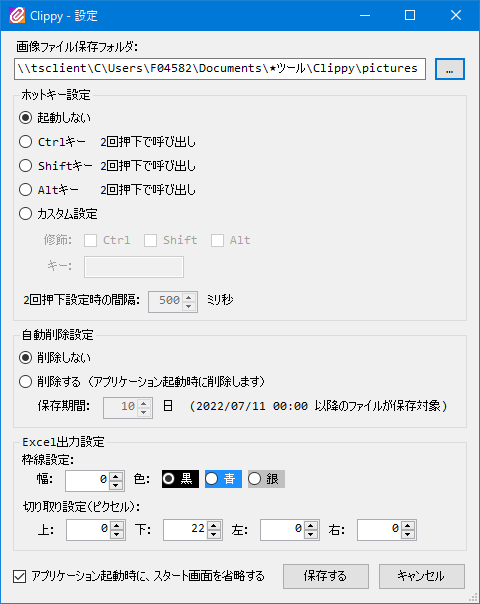 Clippy - 設定
画像ファイル保存フォルダ:
\\tsclient\C\Users\F04582\Documents\★ツール\Clippy\pictures ...
ホットキー設定
起動しない
Ctrlキー 2回押下で呼び出し
Shiftキー 2回押下で呼び出し
Altキー 2回押下で呼び出し
カスタム設定
修飾: Ctrl Shift Alt
キー:
2回押下設定時の間隔: 500 ミリ秒
自動削除設定
削除しない
削除する (アプリケーション起動時に削除します)
保存期間: 10 日 (2022/07/11 00:00 以降のファイルが保存対象)
Excel出力設定
枠線設定:
幅: 0 色: 黒 青 銀
切り取り設定(ピクセル):
上: 0 下: 22 左: 0 右: 0
アプリケーション起動時に、スタート画面を省略する 保存する キャンセル